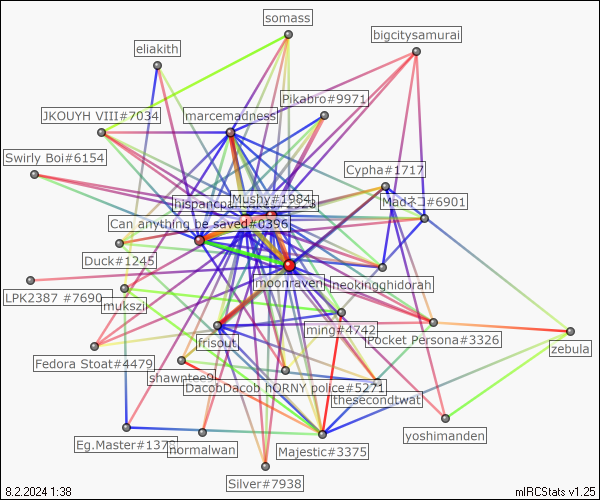 somass
bigcitysamurai
eliakith
Pikabro#9971
JKOUYH VIII#7034
marcemadness
Swirly Boi#6154
Cypha#1717
Mushy#1984
Madネコ#6901
Can anything be saved#0396
Duck#1245
moonraven
neokingghidorah
LPK2387 #7690
mukszi
ming#4742
frisout
Pocket Persona#3326
zebula
Fedora Stoat#4479
shawntee9
DacobDacob hORNY police#5271
thesecondtwat
yoshimanden
Eg.Master#1378
normalwan
Majestic#3375
Silver#7938
8.2.2024 1:38
mIRCStats v1.25